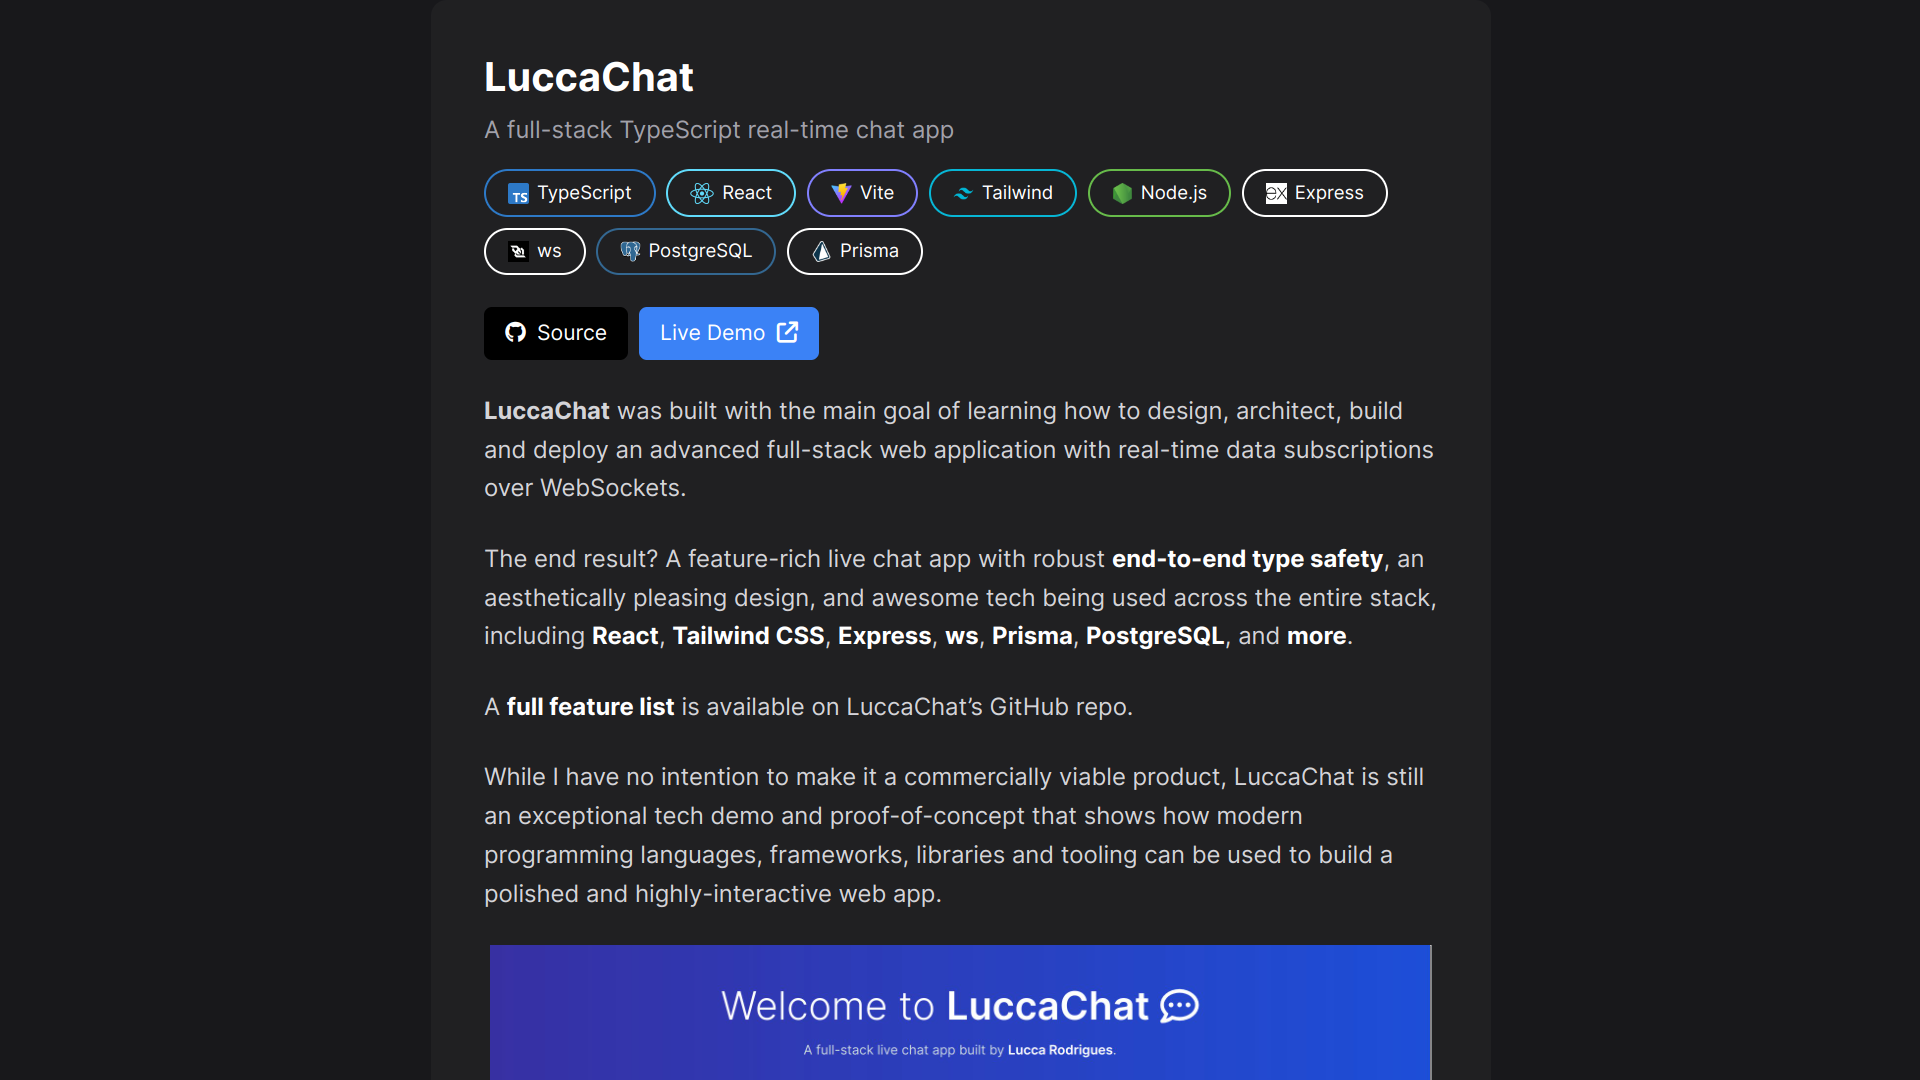 LuccaChat
A full-stack TypeScript real-time chat app
TS TypeScript React Vite Tailwind Node.js ex Express
ws PostgreSQL Prisma
Source Live Demo
LuccaChat was built with the main goal of learning how to design, architect, build
and deploy an advanced full-stack web application with real-time data subscriptions
over WebSockets.
The end result? A feature-rich live chat app with robust end-to-end type safety, an
aesthetically pleasing design, and awesome tech being used across the entire stack,
including React, Tailwind CSS, Express, ws, Prisma, PostgreSQL, and more.
A full feature list is available on LuccaChat’s GitHub repo.
While I have no intention to make it a commercially viable product, LuccaChat is still
an exceptional tech demo and proof-of-concept that shows how modern
programming languages, frameworks, libraries and tooling can be used to build a
polished and highly-interactive web app.
Welcome to LuccaChat
A full-stack live chat app built by Lucca Rodrigues.